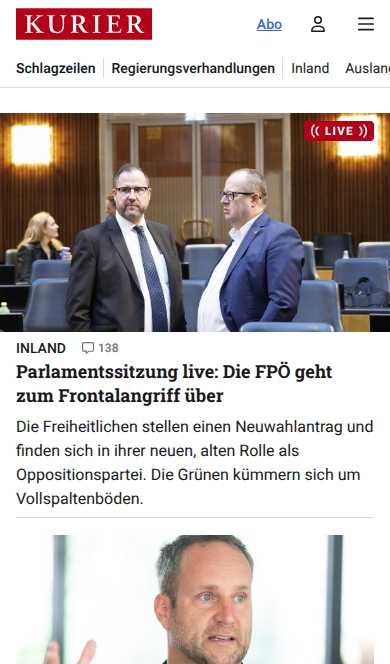 KURIER
Abo
Schlagzeilen Regierungsverhandlungen Inland Auslan
LIVE
INLAND 138
Parlamentssitzung live: Die FPÖ geht
zum Frontalangriff über
Die Freiheitlichen stellen einen Neuwahlantrag und
finden sich in ihrer neuen, alten Rolle als
Oppositionspartei. Die Grünen kümmern sich um
Vollspaltenböden.